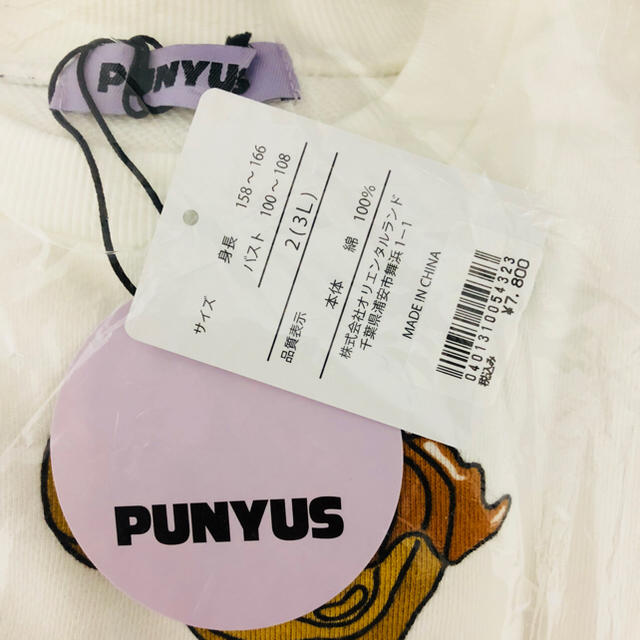 PUNYUS
サイズ
身長 158～166
バスト 100～108
2(3L)
品質表示
本体 綿 100%
株式会社オリエンタルランド
千葉県浦安市舞浜1-1
MADE IN CHINA
0401310054323
税込み ¥7,800
PUNYUS